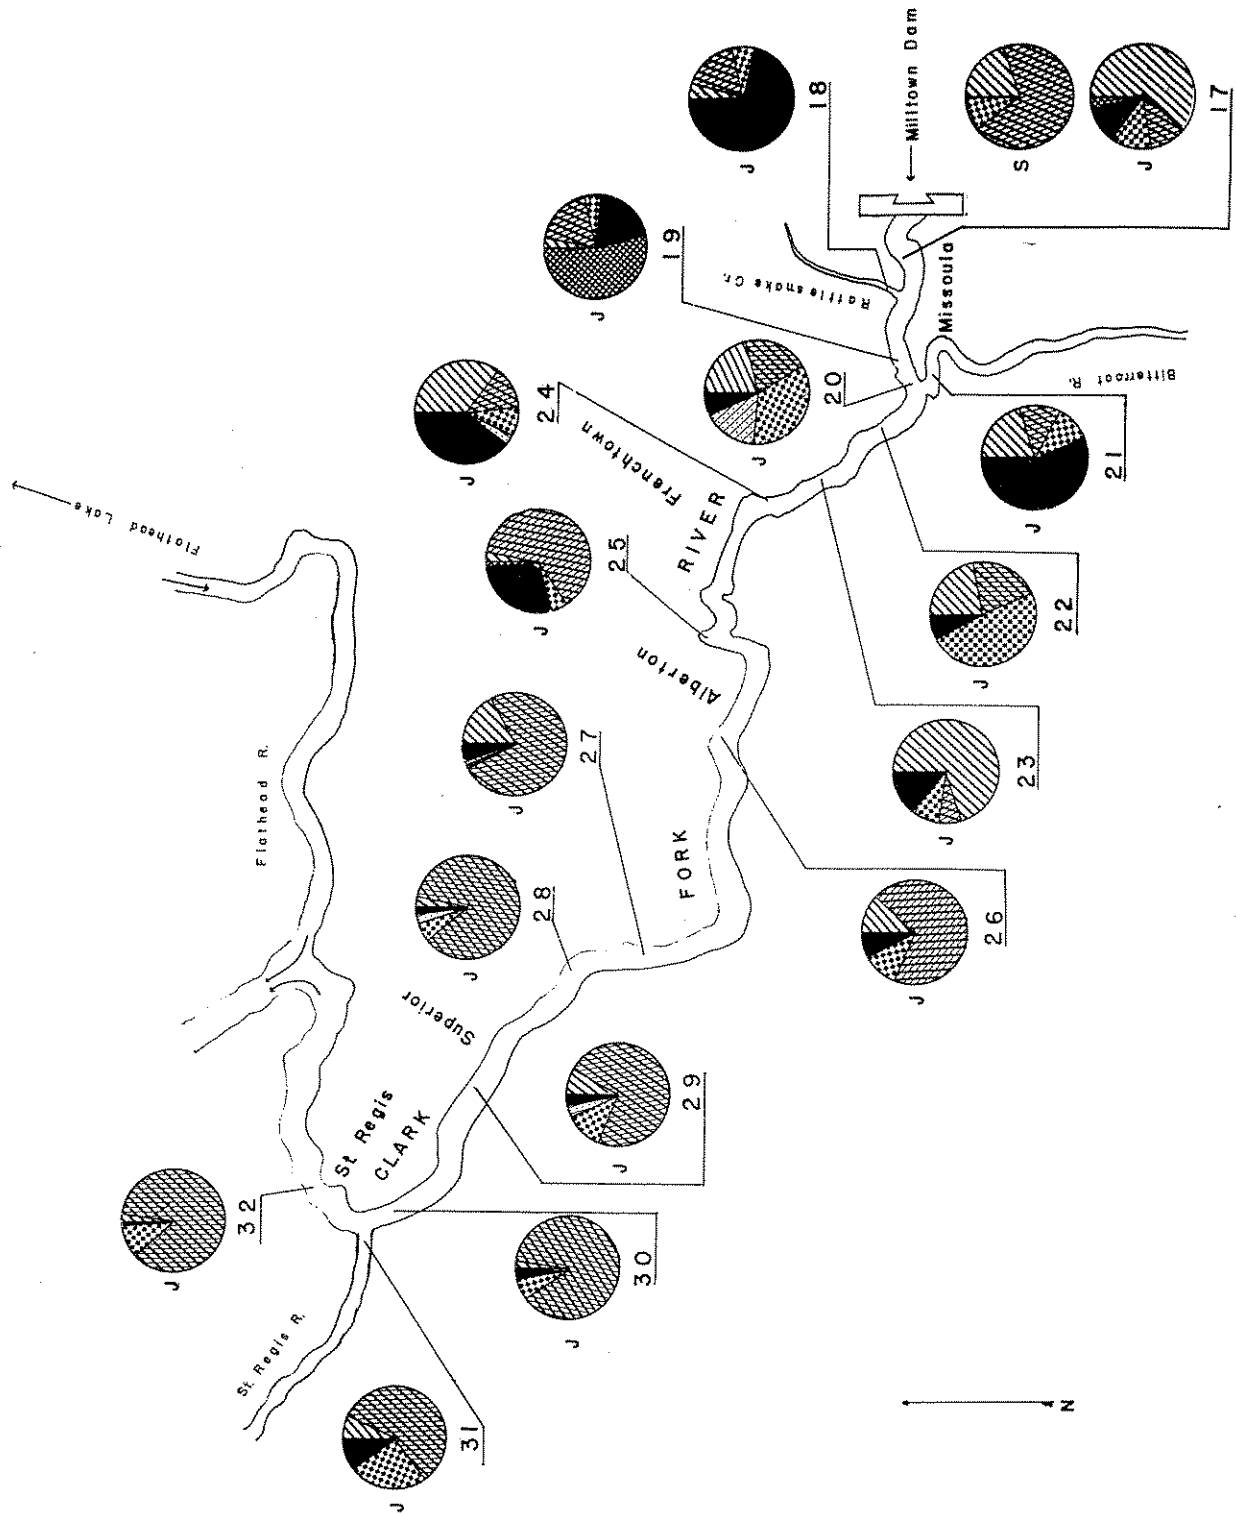 Milltown Dam
18
J
S
J
17
19
J
Rattlesnake Cr.
Missoula
Bitterroot R.
20
J
21
J
24
J
Frenchtown
RIVER
22
J
25
J
Alberton
23
J
Flathead Lake
Flathead R.
27
J
FORK
26
J
28
J
Superior
29
J
St. Regis
CLARK
32
J
30
J
St. Regis R.
31
J
N